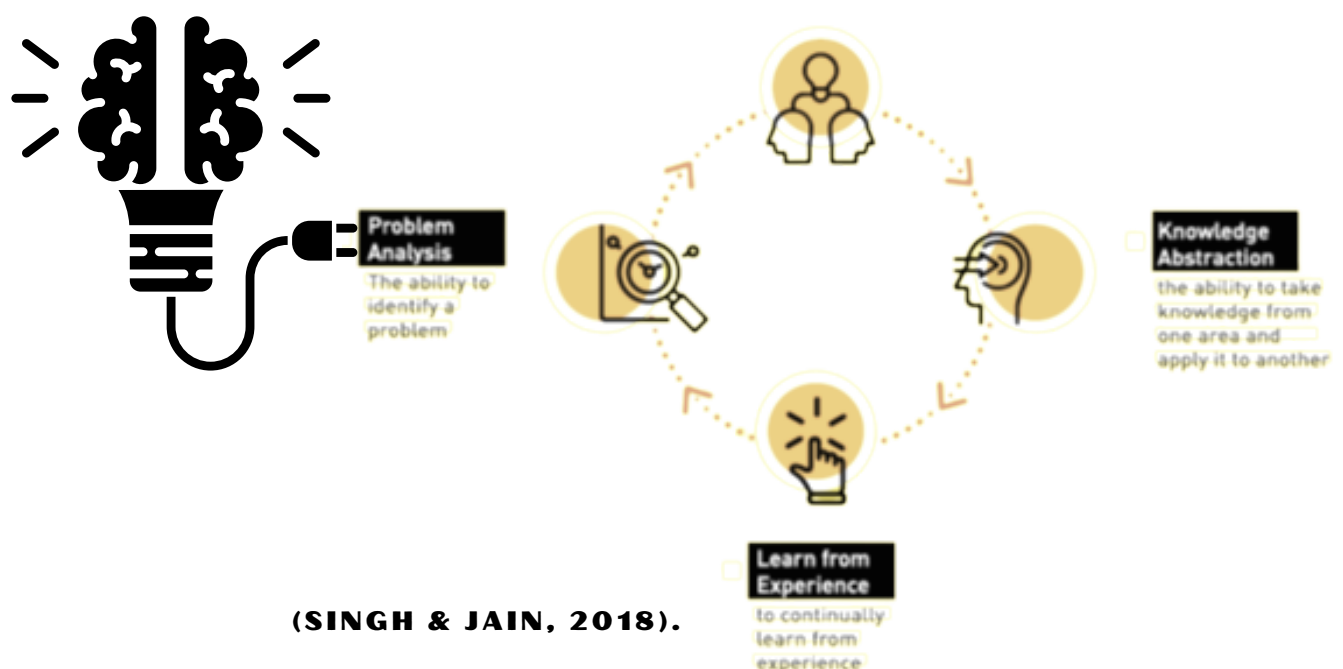 Problem
Analysis
The ability to
identify a
problem
Knowledge
Abstraction
the ability to take
knowledge from
one area and
apply it to another
Learn from
Experience
to continually
learn from
experience
(SINGH & JAIN, 2018).